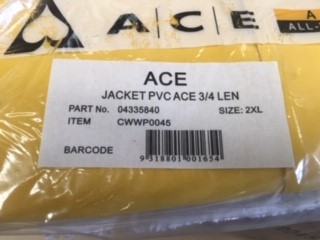 A|C|E
A
ALL-
ACE
JACKET PVC ACE 3/4 LEN
PART No. 04335840 SIZE: 2XL
ITEM CWWP0045
BARCODE
9 318801 001654